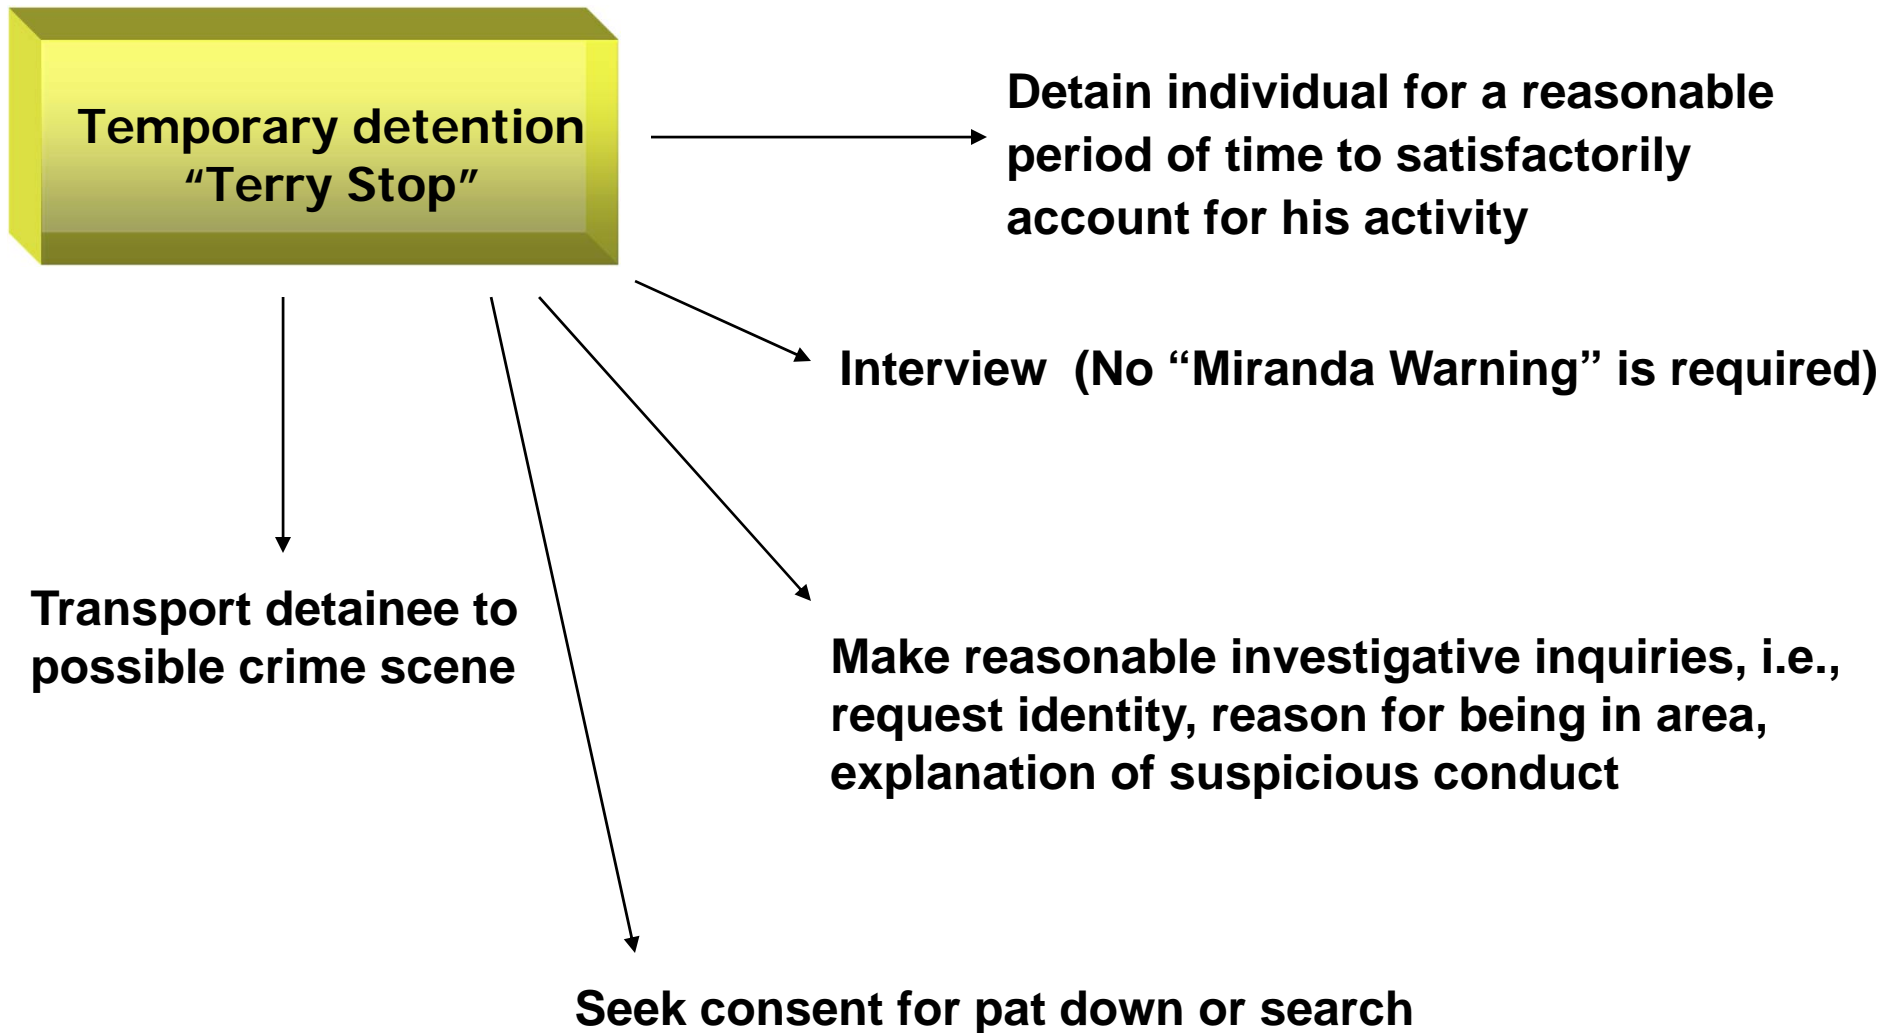 Temporary detention
“Terry Stop”
Detain individual for a reasonable
period of time to satisfactorily
account for his activity
Interview (No “Miranda Warning” is required)
Transport detainee to
possible crime scene
Make reasonable investigative inquiries, i.e.,
request identity, reason for being in area,
explanation of suspicious conduct
Seek consent for pat down or search